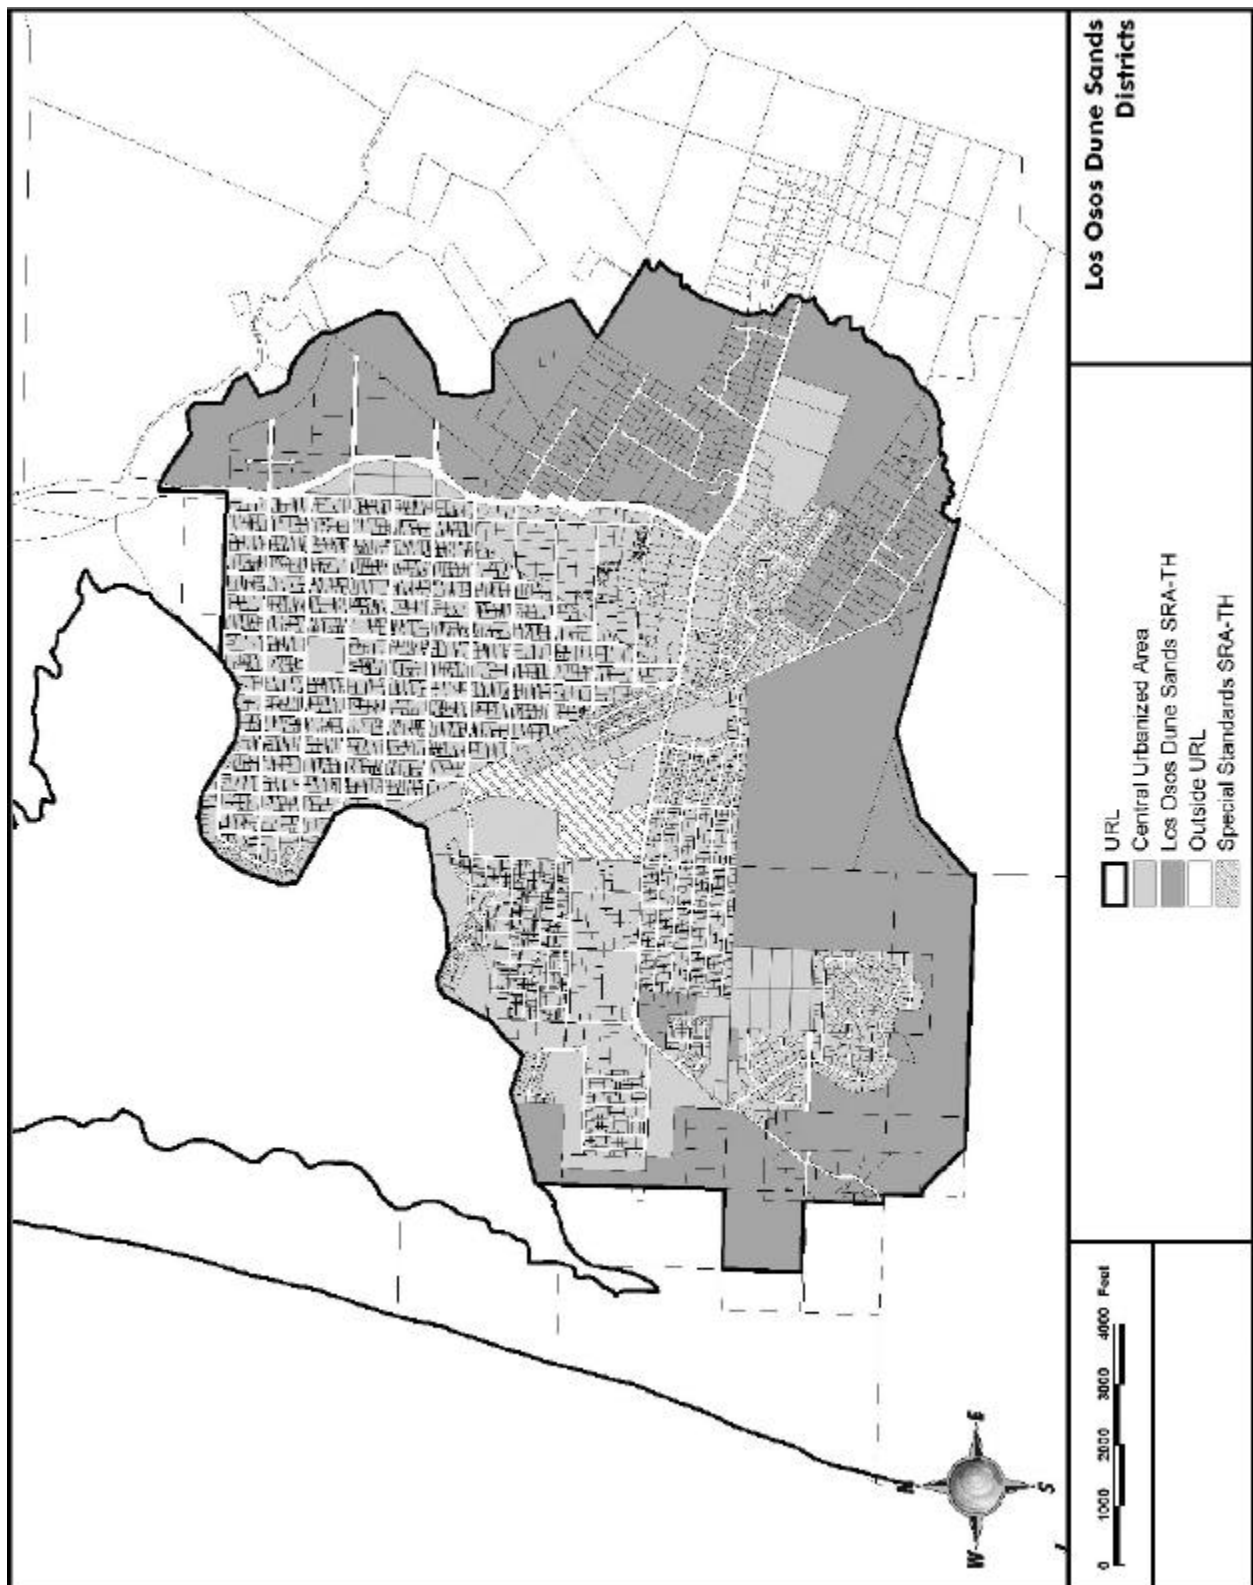 Los Osos Dune Sands
Districts
URL
Central Urbanized Area
Los Osos Dune Sands SRA-TH
Outside URL
Special Standards SRA-TH
0 1000 2000 3000 4000 Feet
N
W E
S